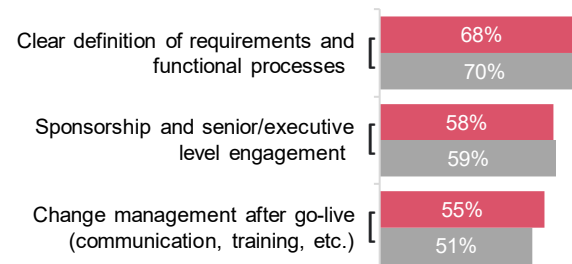 Clear definition of requirements and
functional processes
68%
70%
Sponsorship and senior/executive
level engagement
58%
59%
Change management after go-live
(communication, training, etc.)
55%
51%